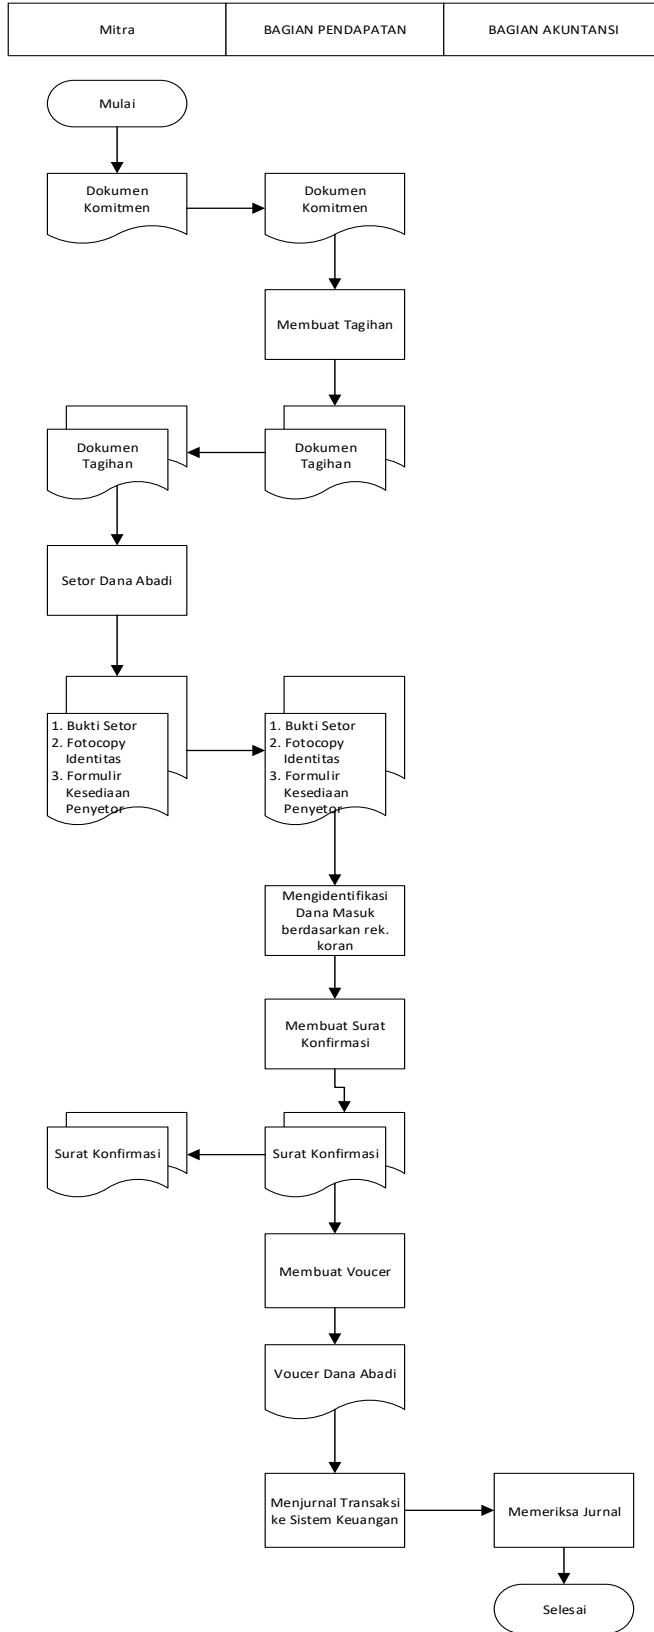 Mitra
BAGIAN PENDAPATAN
BAGIAN AKUNTANSI
Mulai
Dokumen
Komitmen
Dokumen
Komitmen
Membuat Tagihan
Dokumen
Tagihan
Dokumen
Tagihan
Setor Dana Abadi
1. Bukti Setor
2. Fotocopy
Identitas
3. Formulir
Kesediaan
Penyetor
1. Bukti Setor
2. Fotocopy
Identitas
3. Formulir
Kesediaan
Penyetor
Mengidentifikasi
Dana Masuk
berdasarkan rek.
koran
Membuat Surat
Konfirmasi
Surat Konfirmasi
Surat Konfirmasi
Membuat Voucer
Voucer Dana Abadi
Menjurnal Transaksi
ke Sistem Keuangan
Memeriksa Jurnal
Selesai